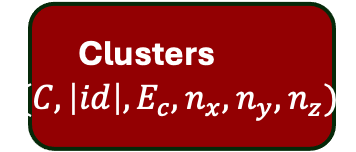 Clusters
(C, |id|, E_c, n_x, n_y, n_z)